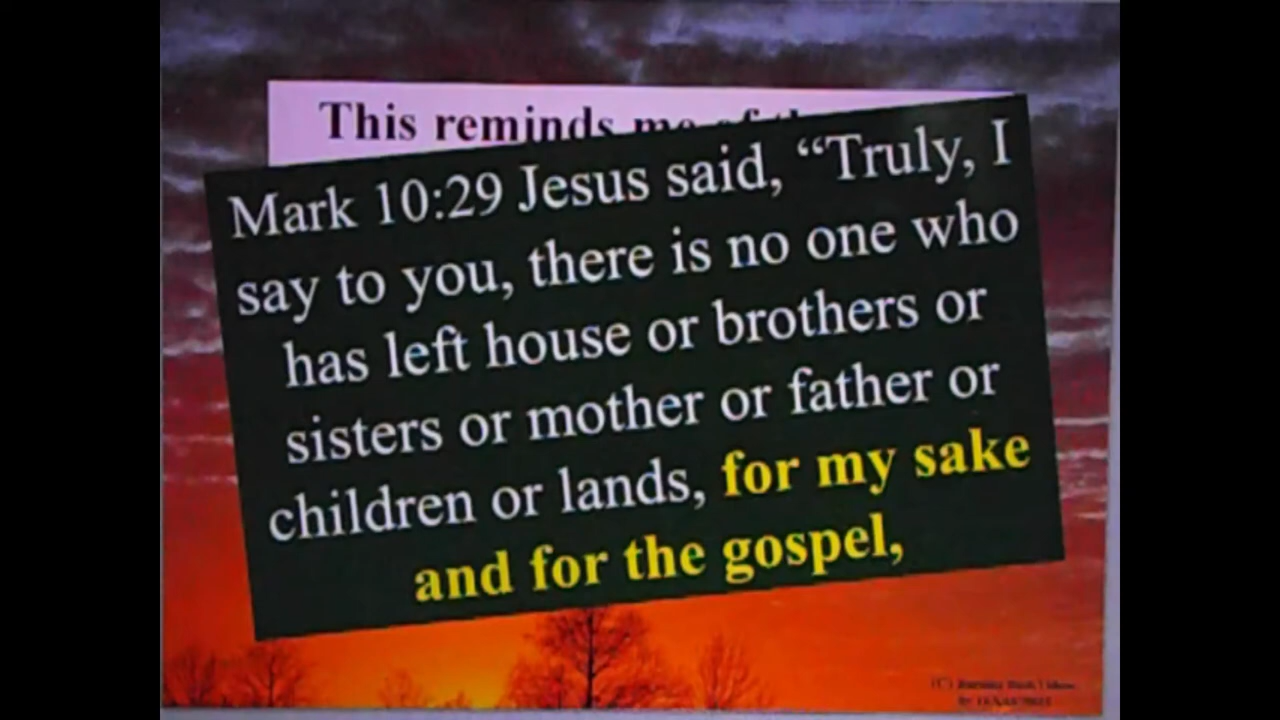 This reminds me of
Mark 10:29 Jesus said, “Truly, I
say to you, there is no one who
has left house or brothers or
sisters or mother or father or
children or lands, for my sake
and for the gospel,
(C)